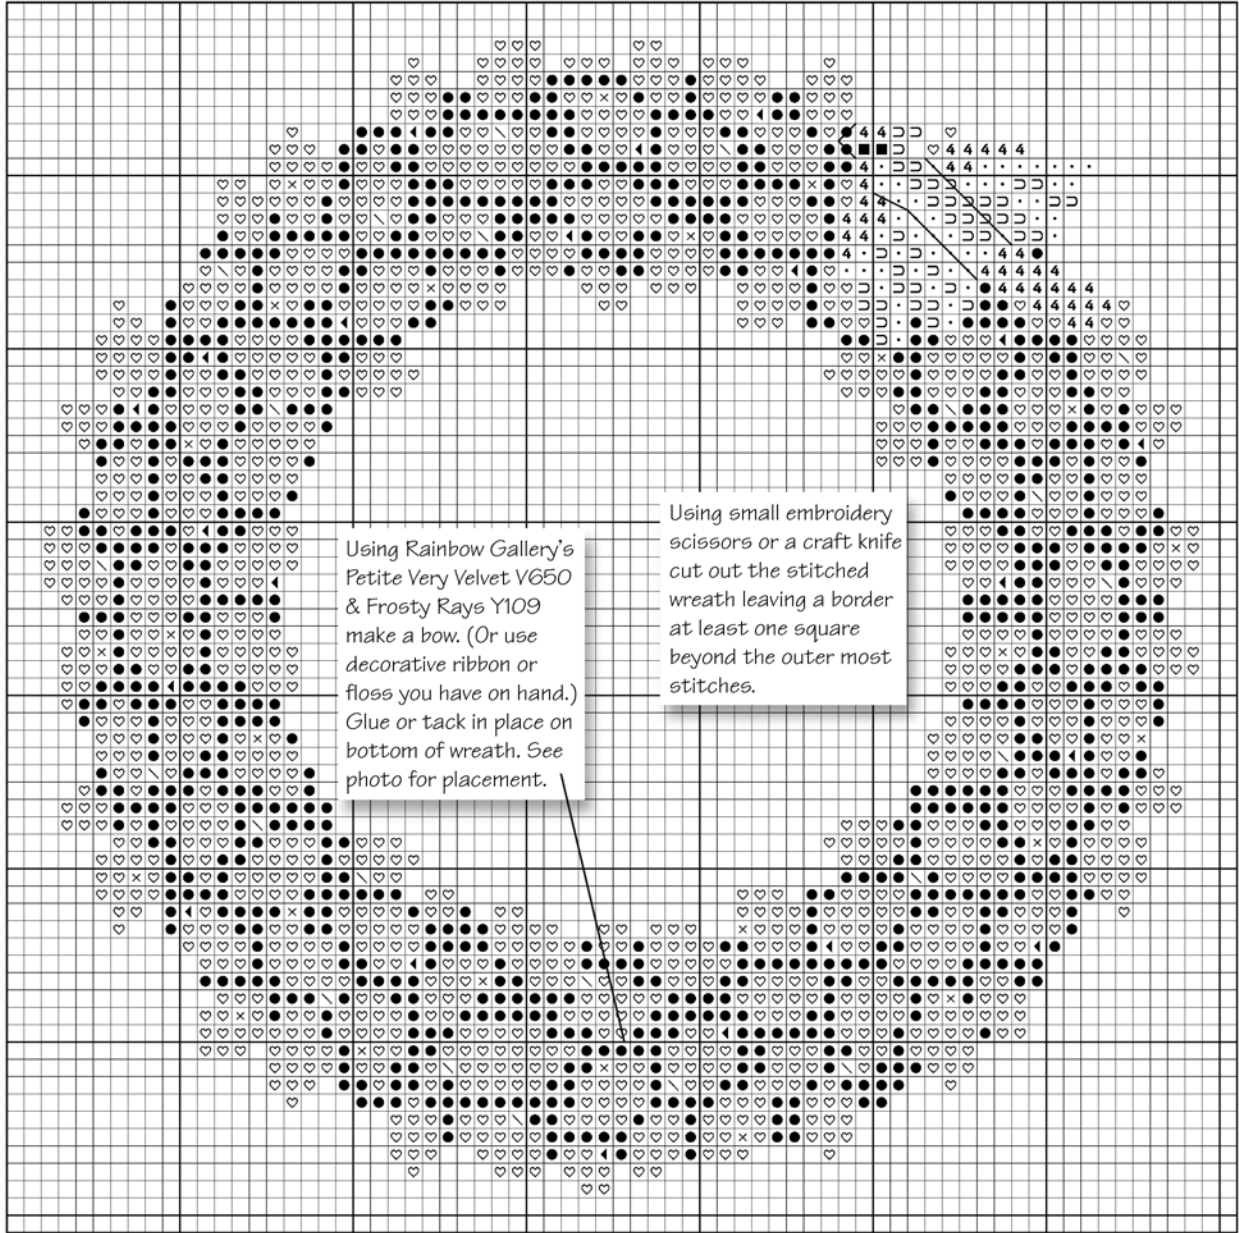 Using Rainbow Gallery's
Petite Very Velvet V650
& Frosty Rays Y109
make a bow. (Or use
decorative ribbon or
floss you have on hand.)
Glue or tack in place on
bottom of wreath. See
photo for placement.
Using small embroidery
scissors or a craft knife
cut out the stitched
wreath leaving a border
at least one square
beyond the outer most
stitches.